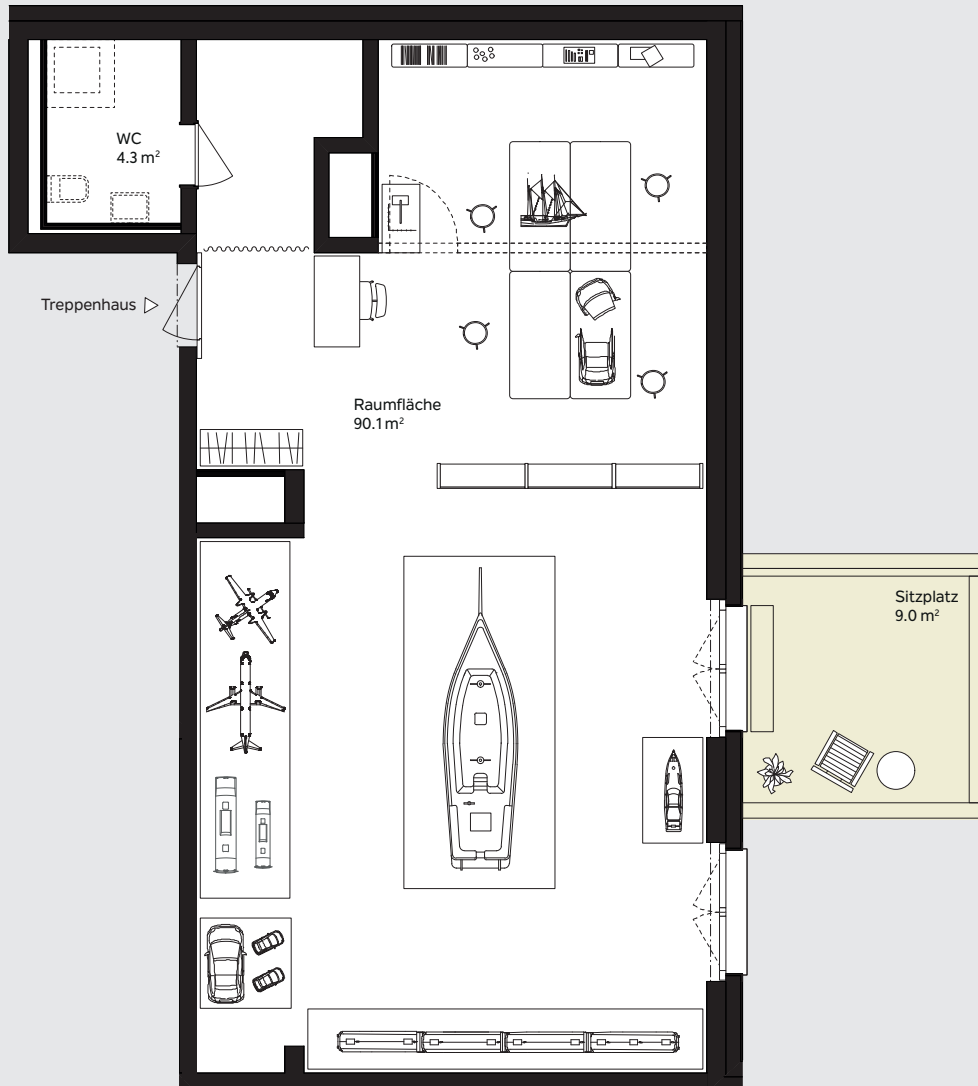 WC
4.3 m²
Treppenhaus
Raumfläche
90.1 m²
Sitzplatz
9.0 m²